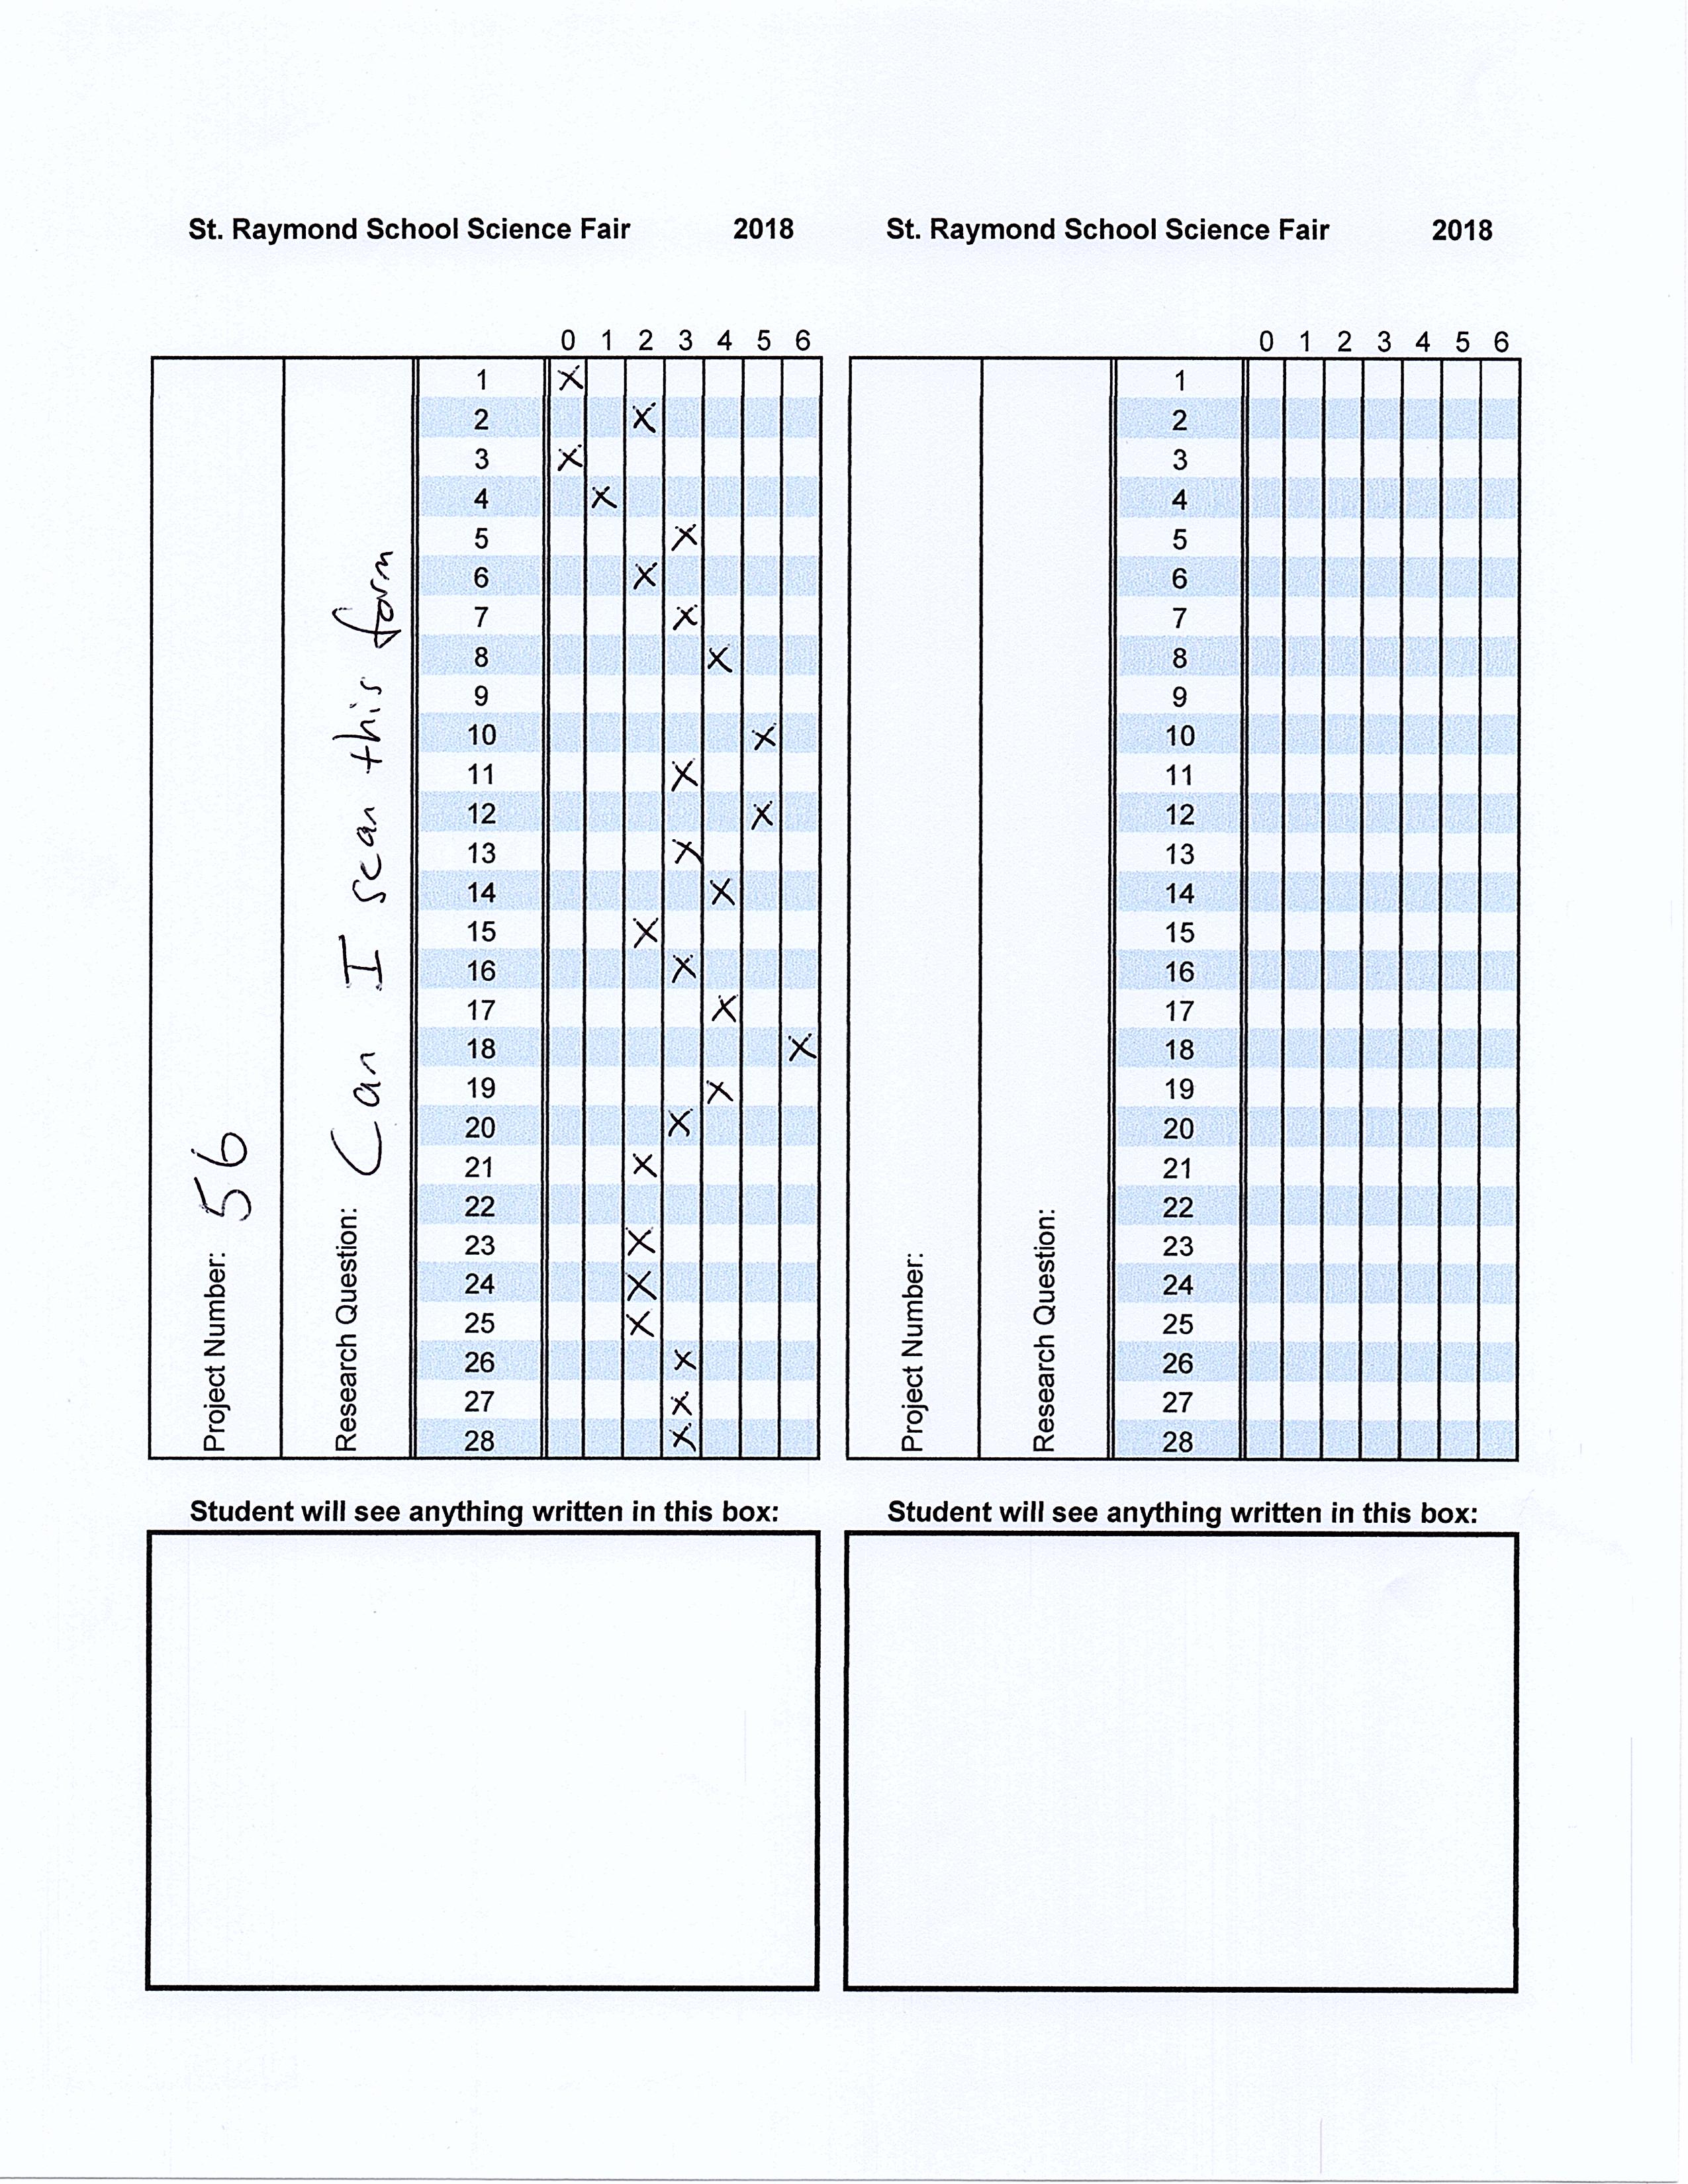 St. Raymond School Science Fair 2018
0 1 2 3 4 5 6
Project Number: 56
Research Question: Can I scan this form
1 X
2 X
3 X
4 X
5 X
6 X
7 X
8 X
9
10 X
11 X
12 X
13 X
14 X
15 X
16 X
17 X
18 X
19 X
20 X
21 X
22
23 X
24 X
25 X
26 X
27 X
28 X
Student will see anything written in this box:
St. Raymond School Science Fair 2018
0 1 2 3 4 5 6
Project Number:
Research Question:
1
2
3
4
5
6
7
8
9
10
11
12
13
14
15
16
17
18
19
20
21
22
23
24
25
26
27
28
Student will see anything written in this box: